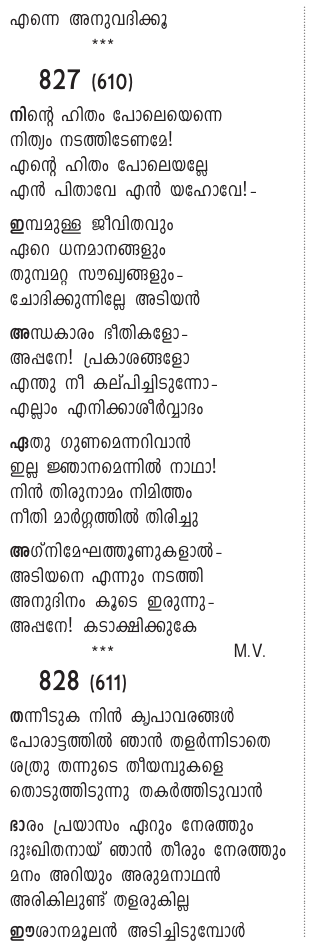 എന്നെ അനുവദിക്കൂ
***
827 (610)
നിന്റെ ഹിതം പോലെയെന്നെ
നിത്യം നടത്തിടേണമേ!
എന്റെ ഹിതം പോലെയല്ലേ
എൻ പിതാവേ എൻ യഹോവേ!-
ഇമ്പമുള്ള ജീവിതവും
ഏറെ ധനമാനങ്ങളും
തുമ്പമറ്റ സൗഖ്യങ്ങളും-
ചോദിക്കുന്നില്ലേ അടിയൻ
അന്ധകാരം ഭീതികളോ-
അപ്പനേ! പ്രകാശങ്ങളോ
എന്തു നീ കല്പിച്ചിടുന്നോ-
എല്ലാം എനിക്കാശീർവ്വാദം
ഏതു ഗുണമെന്നറിവാൻ
ഇല്ല ജ്ഞാനമെന്നിൽ നാഥാ!
നിൻ തിരുനാമം നിമിത്തം
നീതി മാർഗ്ഗത്തിൽ തിരിച്ചു
അഗ്നിമേഘത്തൂണുകളാൽ-
അടിയനെ എന്നും നടത്തി
അനുദിനം കൂടെ ഇരുന്നു-
അപ്പനേ! കടാക്ഷിക്കുകേ
*** M.V.
828 (611)
തന്നീടുക നിൻ കൃപാവരങ്ങൾ
പോരാട്ടത്തിൽ ഞാൻ തളർന്നിടാതെ
ശത്രു തന്നുടെ തീയമ്പുകളെ
തൊടുത്തിടുന്നു തകർത്തിടുവാൻ
ഭാരം പ്രയാസം ഏറും നേരത്തും
ദുഃഖിതനായ് ഞാൻ തീരും നേരത്തും
മനം അറിയും അരുമനാഥൻ
അരികിലുണ്ട് തളരുകില്ല
ഈശാനമൂലൻ അടിച്ചിടുമ്പോൾ